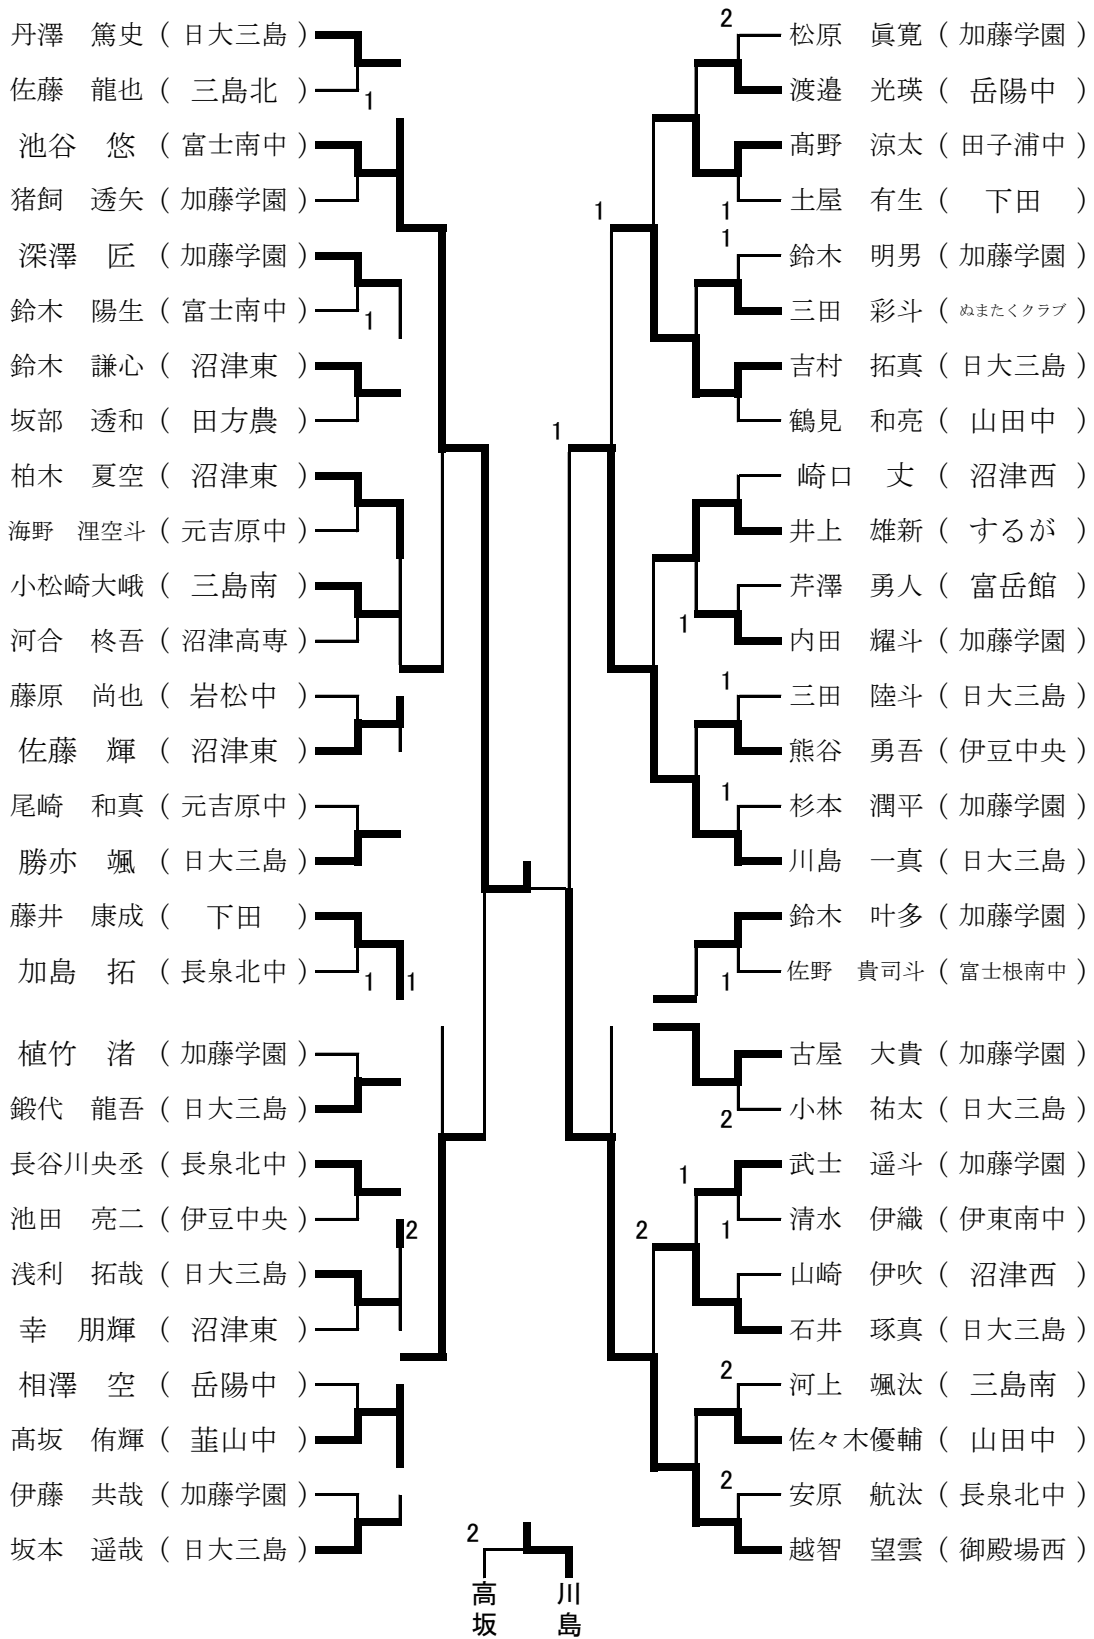 丹澤 篤史 ( 日大三島 )
佐藤 龍也 ( 三島北 )
1
池谷 悠 ( 富士南中 )
猪飼 透矢 ( 加藤学園 )
深澤 匠 ( 加藤学園 )
鈴木 陽生 ( 富士南中 )
1
鈴木 謙心 ( 沼津東 )
坂部 透和 ( 田方農 )
柏木 夏空 ( 沼津東 )
海野 浬空斗 ( 元吉原中 )
小松崎大峨 ( 三島南 )
河合 柊吾 ( 沼津高専 )
藤原 尚也 ( 岩松中 )
佐藤 輝 ( 沼津東 )
尾崎 和真 ( 元吉原中 )
勝亦 颯 ( 日大三島 )
藤井 康成 ( 下田 )
加島 拓 ( 長泉北中 )
1 1
植竹 渚 ( 加藤学園 )
鍛代 龍吾 ( 日大三島 )
長谷川央丞 ( 長泉北中 )
池田 亮二 ( 伊豆中央 )
2
浅利 拓哉 ( 日大三島 )
幸 朋輝 ( 沼津東 )
相澤 空 ( 岳陽中 )
髙坂 侑輝 ( 韮山中 )
伊藤 共哉 ( 加藤学園 )
坂本 遥哉 ( 日大三島 )
2
松原 眞寛 ( 加藤学園 )
渡邉 光瑛 ( 岳陽中 )
髙野 涼太 ( 田子浦中 )
土屋 有生 ( 下田 )
1
1
1
鈴木 明男 ( 加藤学園 )
三田 彩斗 ( ぬまたくクラブ )
吉村 拓真 ( 日大三島 )
鶴見 和亮 ( 山田中 )
1
崎口 丈 ( 沼津西 )
井上 雄新 ( するが )
芹澤 勇人 ( 富岳館 )
1
内田 耀斗 ( 加藤学園 )
1
三田 陸斗 ( 日大三島 )
熊谷 勇吾 ( 伊豆中央 )
1
杉本 潤平 ( 加藤学園 )
川島 一真 ( 日大三島 )
鈴木 叶多 ( 加藤学園 )
佐野 貴司斗 ( 富士根南中 )
1
古屋 大貴 ( 加藤学園 )
小林 祐太 ( 日大三島 )
2
武士 遥斗 ( 加藤学園 )
1
清水 伊織 ( 伊東南中 )
2 1
山崎 伊吹 ( 沼津西 )
石井 琢真 ( 日大三島 )
2
河上 颯汰 ( 三島南 )
佐々木優輔 ( 山田中 )
2
安原 航汰 ( 長泉北中 )
越智 望雲 ( 御殿場西 )
2
高坂
川島